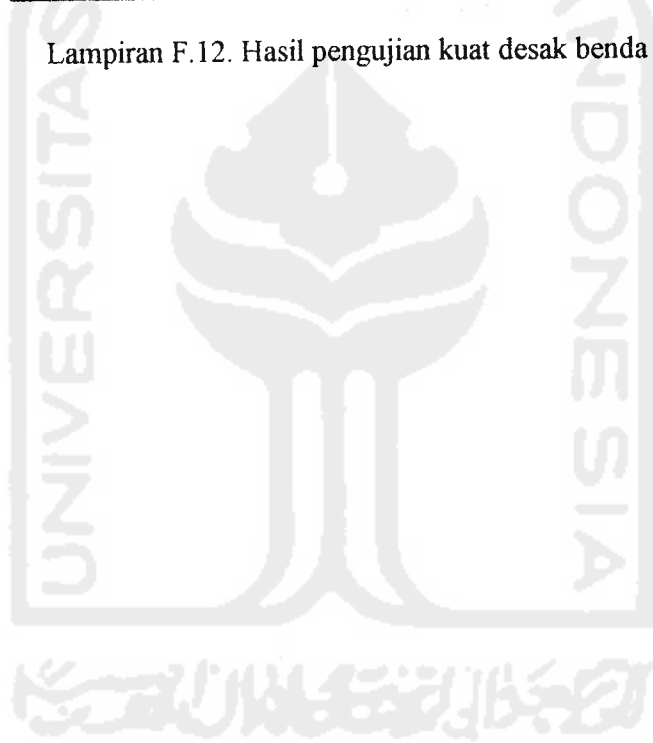 Lampiran F.12. Hasil pengujian kuat desak benda
UNIVERSITAS
INDONESIA